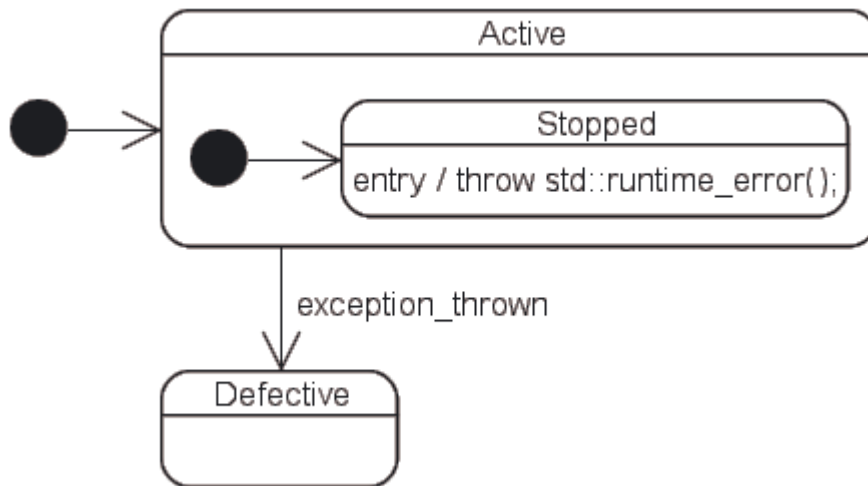 Active
Stopped
entry / throw std::runtime_error();
exception_thrown
Defective